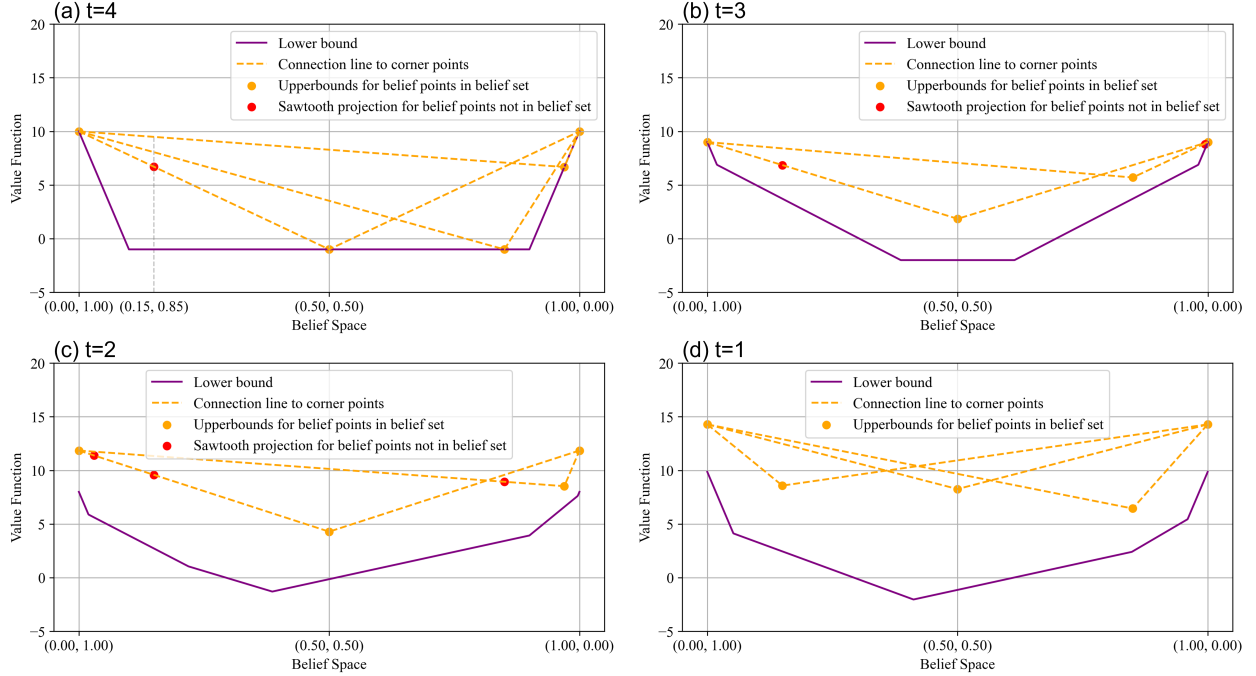 (a) t=4
20
15
10
5
0
−5
Value Function
Lower bound
Connection line to corner points
Upperbounds for belief points in belief set
Sawtooth projection for belief points not in belief set
(0.00, 1.00) (0.15, 0.85) (0.50, 0.50) (1.00, 0.00)
Belief Space
(b) t=3
20
15
10
5
0
−5
Value Function
Lower bound
Connection line to corner points
Upperbounds for belief points in belief set
Sawtooth projection for belief points not in belief set
(0.00, 1.00) (0.50, 0.50) (1.00, 0.00)
Belief Space
(c) t=2
20
15
10
5
0
−5
Value Function
Lower bound
Connection line to corner points
Upperbounds for belief points in belief set
Sawtooth projection for belief points not in belief set
(0.00, 1.00) (0.50, 0.50) (1.00, 0.00)
Belief Space
(d) t=1
20
15
10
5
0
−5
Value Function
Lower bound
Connection line to corner points
Upperbounds for belief points in belief set
(0.00, 1.00) (0.50, 0.50) (1.00, 0.00)
Belief Space